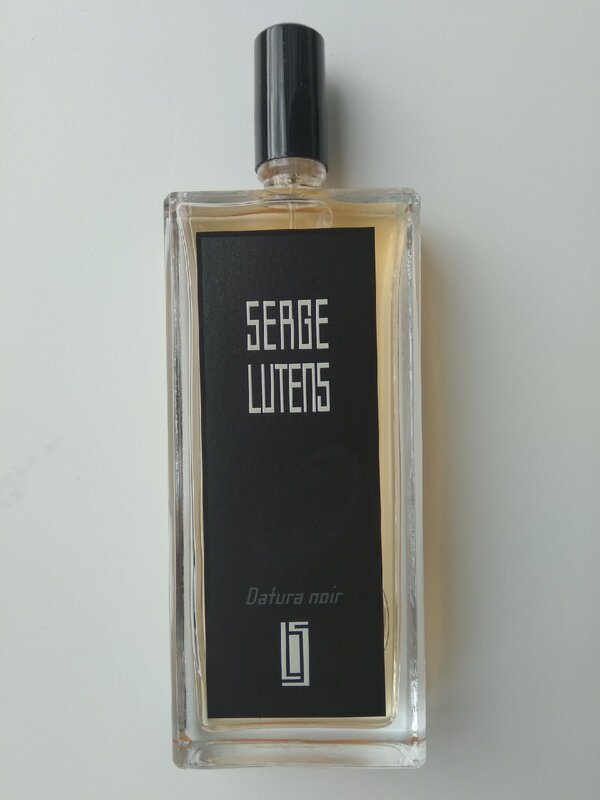 SERGE
LUTENS
Datura noir